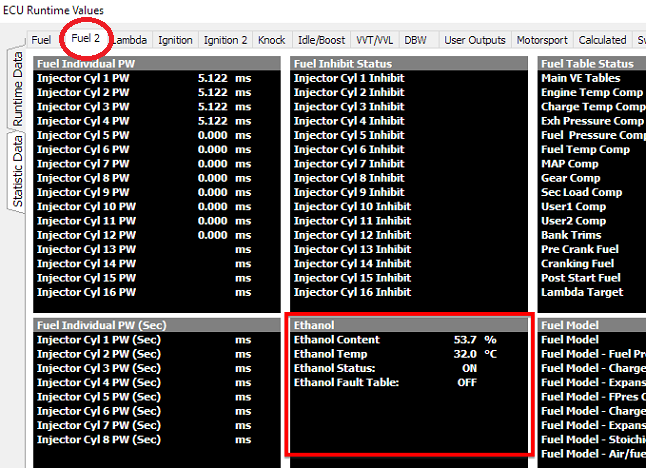 ECU Runtime Values
Fuel Fuel 2 Lambda Ignition Ignition 2 Knock Idle/Boost VVT/VVL DBW User Outputs Motorsport Calculated
Runtime Data
Statistic Data
Fuel Individual PW
Injector Cyl 1 PW 5.122 ms
Injector Cyl 2 PW 5.122 ms
Injector Cyl 3 PW 5.122 ms
Injector Cyl 4 PW 5.122 ms
Injector Cyl 5 PW 0.000 ms
Injector Cyl 6 PW 0.000 ms
Injector Cyl 7 PW 0.000 ms
Injector Cyl 8 PW 0.000 ms
Injector Cyl 9 PW 0.000 ms
Injector Cyl 10 PW 0.000 ms
Injector Cyl 11 PW 0.000 ms
Injector Cyl 12 PW 0.000 ms
Injector Cyl 13 PW ms
Injector Cyl 14 PW ms
Injector Cyl 15 PW ms
Injector Cyl 16 PW ms
Fuel Inhibit Status
Injector Cyl 1 Inhibit
Injector Cyl 2 Inhibit
Injector Cyl 3 Inhibit
Injector Cyl 4 Inhibit
Injector Cyl 5 Inhibit
Injector Cyl 6 Inhibit
Injector Cyl 7 Inhibit
Injector Cyl 8 Inhibit
Injector Cyl 9 Inhibit
Injector Cyl 10 Inhibit
Injector Cyl 11 Inhibit
Injector Cyl 12 Inhibit
Injector Cyl 13 Inhibit
Injector Cyl 14 Inhibit
Injector Cyl 15 Inhibit
Injector Cyl 16 Inhibit
Fuel Table Status
Main VE Tables
Engine Temp Comp
Charge Temp Comp
Exh Pressure Comp
Fuel Pressure Comp
Fuel Temp Comp
MAP Comp
Gear Comp
Sec Load Comp
User1 Comp
User2 Comp
Bank Trims
Pre Crank Fuel
Cranking Fuel
Post Start Fuel
Lambda Target
Fuel Individual PW (Sec)
Injector Cyl 1 PW (Sec) ms
Injector Cyl 2 PW (Sec) ms
Injector Cyl 3 PW (Sec) ms
Injector Cyl 4 PW (Sec) ms
Injector Cyl 5 PW (Sec) ms
Injector Cyl 6 PW (Sec) ms
Injector Cyl 7 PW (Sec) ms
Injector Cyl 8 PW (Sec) ms
Ethanol
Ethanol Content 53.7 %
Ethanol Temp 32.0 °C
Ethanol Status: ON
Ethanol Fault Table: OFF
Fuel Model
Fuel Model
Fuel Model - Fuel Pr
Fuel Model - Charge
Fuel Model - Expans
Fuel Model - FPres C
Fuel Model - Charge
Fuel Model - Expans
Fuel Model - Stoichi
Fuel Model - Air/fue